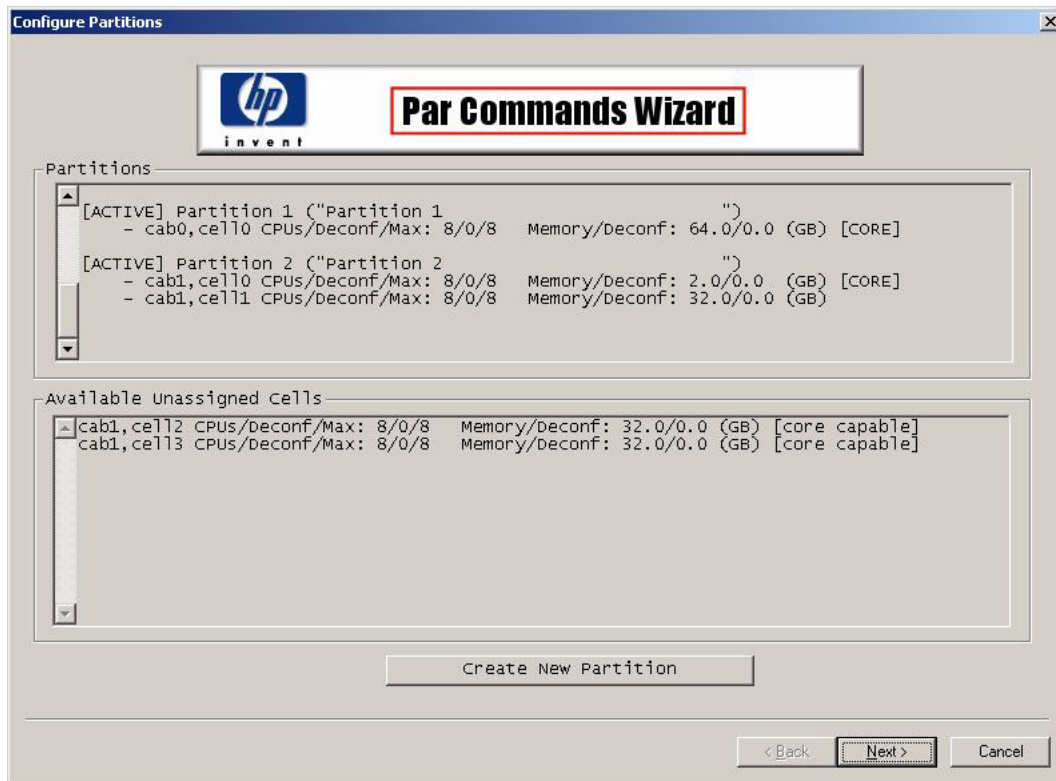 Configure Partitions
hp
invent
Par Commands Wizard
Partitions
[ACTIVE] Partition 1 ("Partition 1                              ")
    - cab0,cell0 CPUs/Deconf/Max: 8/0/8   Memory/Deconf: 64.0/0.0 (GB) [CORE]
[ACTIVE] Partition 2 ("Partition 2                              ")
    - cab1,cell0 CPUs/Deconf/Max: 8/0/8   Memory/Deconf: 2.0/0.0  (GB) [CORE]
    - cab1,cell1 CPUs/Deconf/Max: 8/0/8   Memory/Deconf: 32.0/0.0 (GB)
Available Unassigned Cells
cab1,cell2 CPUs/Deconf/Max: 8/0/8   Memory/Deconf: 32.0/0.0 (GB) [core capable]
cab1,cell3 CPUs/Deconf/Max: 8/0/8   Memory/Deconf: 32.0/0.0 (GB) [core capable]
Create New Partition
< Back   Next >   Cancel